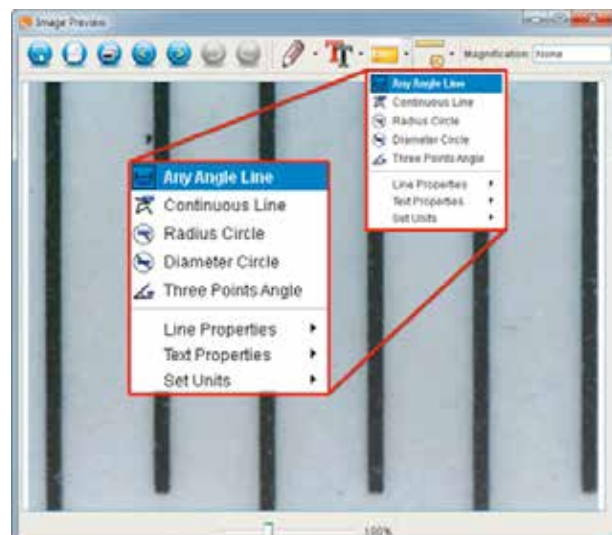 Image Preview
Magnification: None
Any Angle Line
Continuous Line
Radius Circle
Diameter Circle
Three Points Angle
Line Properties
Text Properties
Set Units
Any Angle Line
Continuous Line
Radius Circle
Diameter Circle
Three Points Angle
Line Properties
Text Properties
Set Units
100%